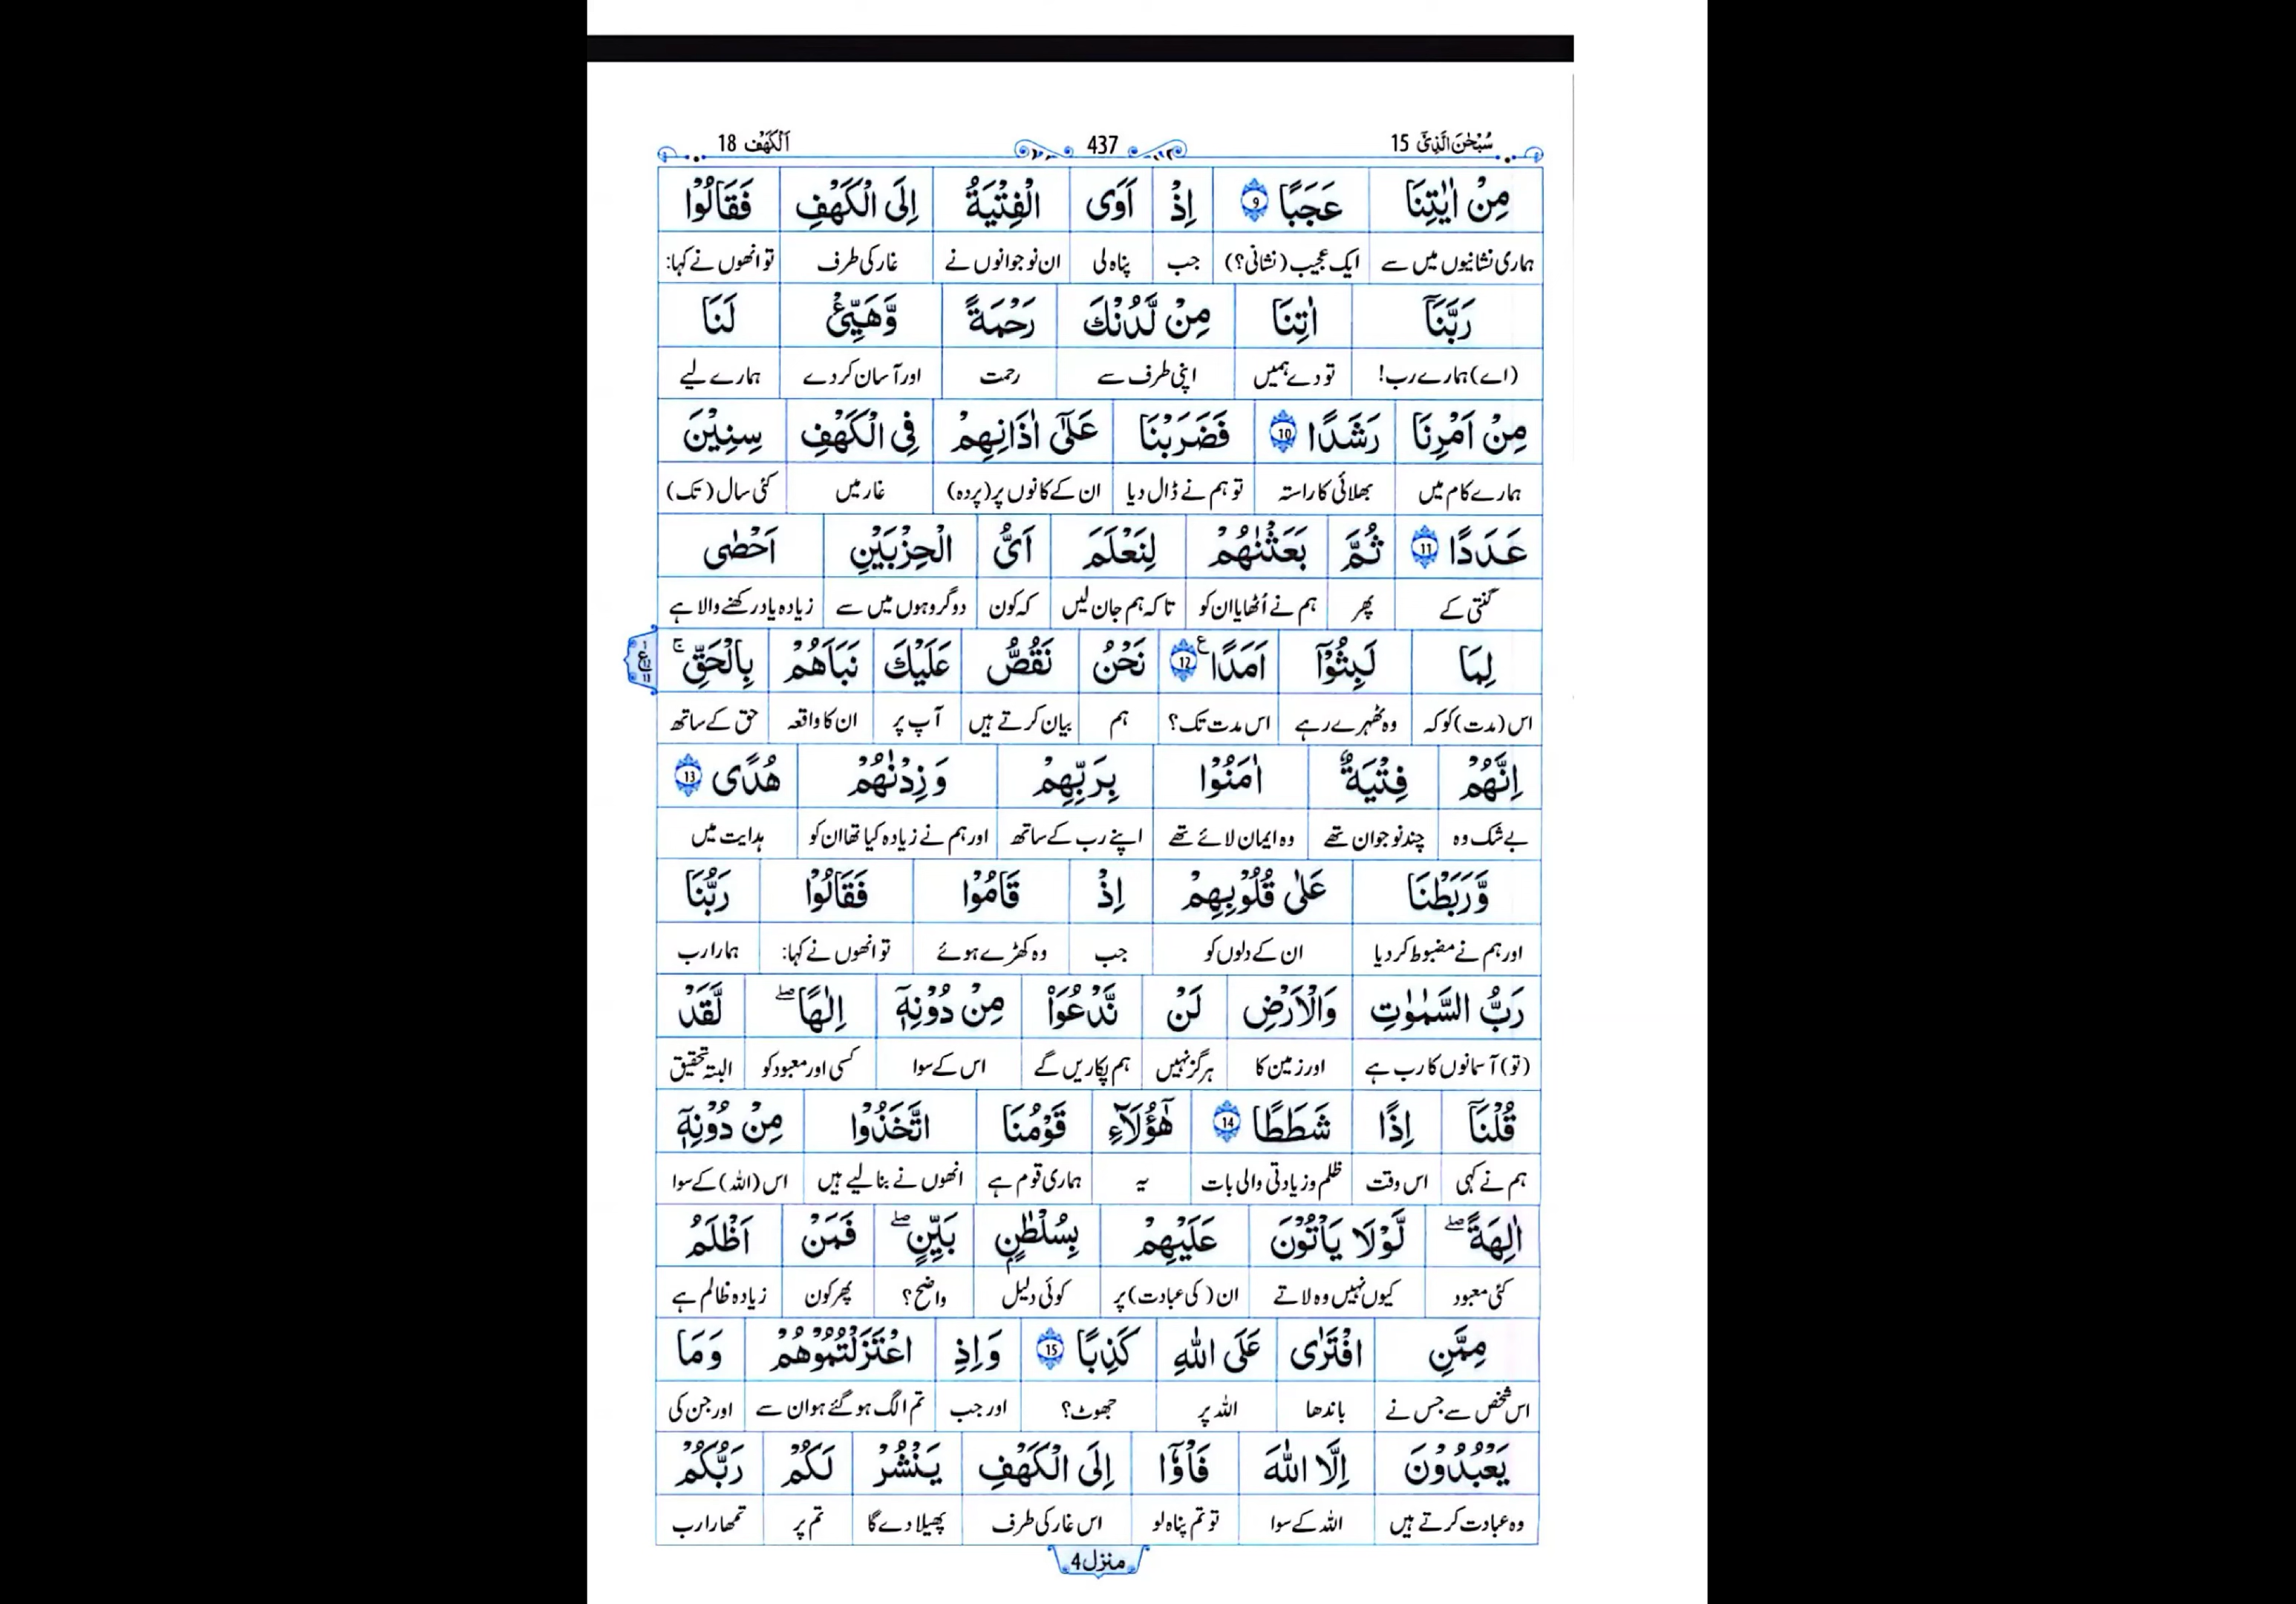 سُبْحٰنَ الَّذِيْٓ 15 437 اَلْكَهْف 18
مِنْ اٰيٰتِنَا عَجَبًا 9 اِذْ اَوَى الْفِتْيَةُ اِلَى الْكَهْفِ فَقَالُوْا
ہماری نشانیوں میں سے ایک عجیب (نشانی؟) جب پناہ لی ان نوجوانوں نے غار کی طرف تو انھوں نے کہا:
رَبَّنَآ اٰتِنَا مِنْ لَّدُنْكَ رَحْمَةً وَّهَيِّئْ لَنَا
(اے) ہمارے رب! تو دے ہمیں اپنی طرف سے رحمت اور آسان کر دے ہمارے لیے
مِنْ اَمْرِنَا رَشَدًا 10 فَضَرَبْنَا عَلٰٓى اٰذَانِهِمْ فِى الْكَهْفِ سِنِيْنَ
ہمارے کام میں بھلائی کا راستہ تو ہم نے ڈال دیا ان کے کانوں پر (پردہ) غار میں کئی سال (تک)
عَدَدًا 11 ثُمَّ بَعَثْنٰهُمْ لِنَعْلَمَ اَىُّ الْحِزْبَيْنِ اَحْصٰى
گنتی کے پھر ہم نے اُٹھایا ان کو تاکہ ہم جان لیں کہ کون دو گروہوں میں سے زیادہ یاد رکھنے والا ہے
لِمَا لَبِثُوْٓا اَمَدًا ع 12 نَحْنُ نَقُصُّ عَلَيْكَ نَبَاَهُمْ بِالْحَقِّ ۚ
اس (مدت) کو کہ وہ ٹھہرے رہے اس مدت تک؟ ہم بیان کرتے ہیں آپ پر ان کا واقعہ حق کے ساتھ
اِنَّهُمْ فِتْيَةٌ اٰمَنُوْا بِرَبِّهِمْ وَزِدْنٰهُمْ هُدًى 13
بے شک وہ چند نوجوان تھے وہ ایمان لائے تھے اپنے رب کے ساتھ اور ہم نے زیادہ کیا تھا ان کو ہدایت میں
وَّرَبَطْنَا عَلٰى قُلُوْبِهِمْ اِذْ قَامُوْا فَقَالُوْا رَبُّنَا
اور ہم نے مضبوط کر دیا ان کے دلوں کو جب وہ کھڑے ہوئے تو انھوں نے کہا: ہمارا رب
رَبُّ السَّمٰوٰتِ وَالْاَرْضِ لَنْ نَّدْعُوَا۟ مِنْ دُوْنِهٖٓ اِلٰهًا ۖ لَّقَدْ
(تو) آسمانوں کا رب ہے اور زمین کا ہرگز نہیں ہم پکاریں گے اس کے سوا کسی اور معبود کو البتہ تحقیق
قُلْنَآ اِذًا شَطَطًا 14 هٰٓؤُلَآءِ قَوْمُنَا اتَّخَذُوْا مِنْ دُوْنِهٖٓ
ہم نے کہی اس وقت ظلم و زیادتی والی بات یہ ہماری قوم ہے انھوں نے بنا لیے ہیں اس (اللہ) کے سوا
اٰلِهَةً ۖ لَّوْلَا يَاْتُوْنَ عَلَيْهِمْ بِسُلْطٰنٍۭ بَيِّنٍ ۖ فَمَنْ اَظْلَمُ
کئی معبود کیوں نہیں وہ لاتے ان (کی عبادت) پر کوئی دلیل واضح؟ پھر کون زیادہ ظالم ہے
مِمَّنِ افْتَرٰى عَلَى اللّٰهِ كَذِبًا 15 وَاِذِ اعْتَزَلْتُمُوْهُمْ وَمَا
اس شخص سے جس نے باندھا اللہ پر جھوٹ؟ اور جب تم الگ ہو گئے ہو ان سے اور جن کی
يَعْبُدُوْنَ اِلَّا اللّٰهَ فَاْوٗٓا اِلَى الْكَهْفِ يَنْشُرْ لَكُمْ رَبُّكُمْ
وہ عبادت کرتے ہیں اللہ کے سوا تو تم پناہ لو اس غار کی طرف پھیلا دے گا تم پر تمھارا رب
منزل 4